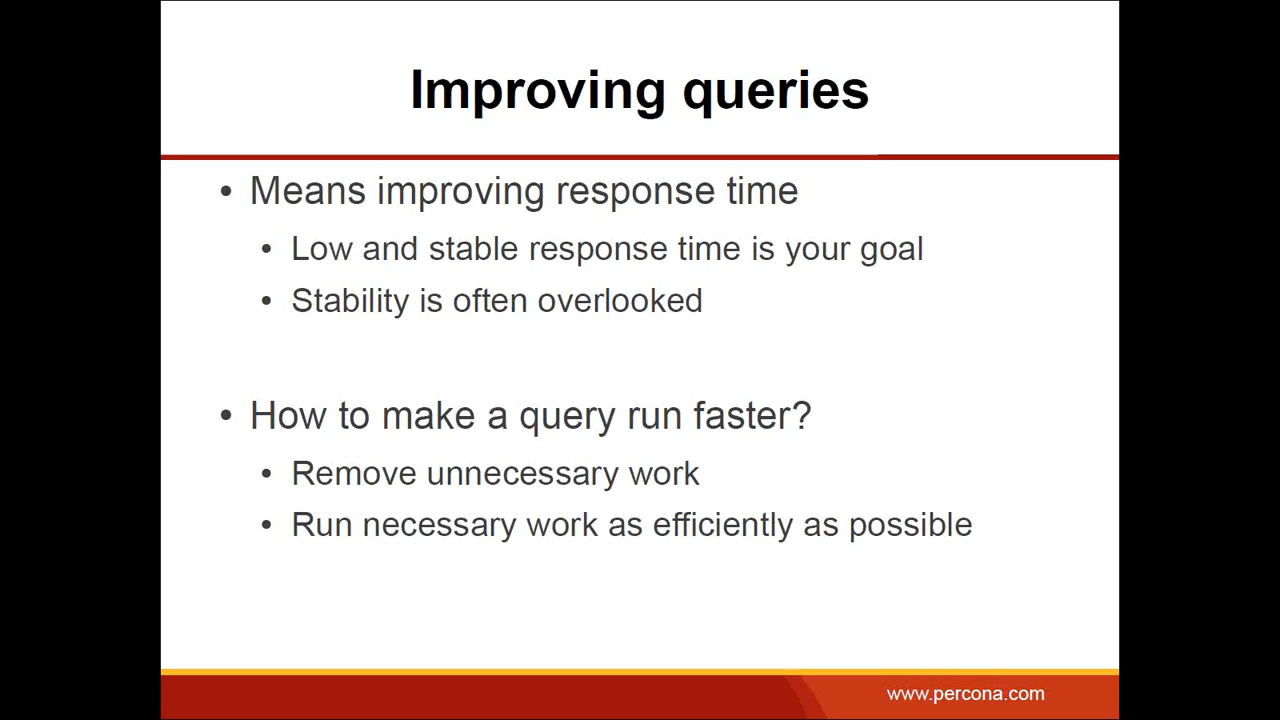 Improving queries
• Means improving response time
• Low and stable response time is your goal
• Stability is often overlooked
• How to make a query run faster?
• Remove unnecessary work
• Run necessary work as efficiently as possible
www.percona.com